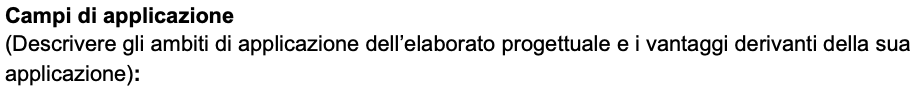 Campi di applicazione
(Descrivere gli ambiti di applicazione dell’elaborato progettuale e i vantaggi derivanti della sua
applicazione):